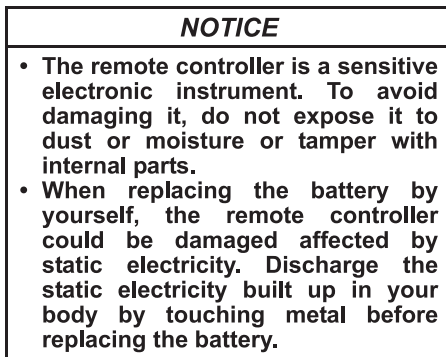 NOTICE
• The remote controller is a sensitive
electronic instrument. To avoid
damaging it, do not expose it to
dust or moisture or tamper with
internal parts.
• When replacing the battery by
yourself, the remote controller
could be damaged affected by
static electricity. Discharge the
static electricity built up in your
body by touching metal before
replacing the battery.